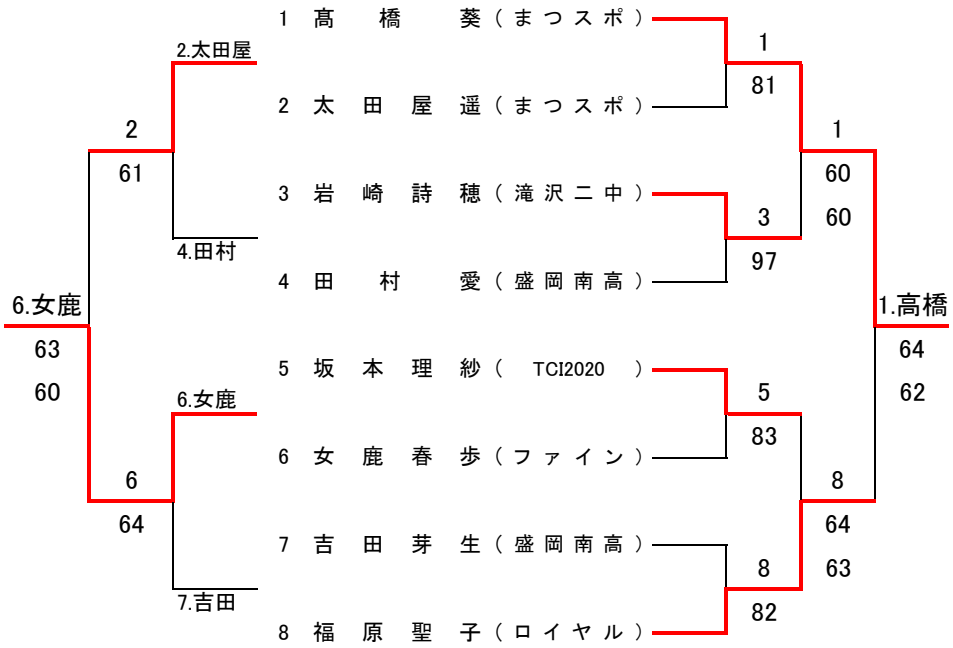 1 髙橋 葵(まつスポ)
2 太田屋遥(まつスポ)
3 岩崎詩穂(滝沢二中)
4 田村 愛(盛岡南高)
5 坂本理紗( TCI2020 )
6 女鹿春歩(ファイン)
7 吉田芽生(盛岡南高)
8 福原聖子(ロイヤル)
2.太田屋
2
61
4.田村
6.女鹿
63
60
6.女鹿
6
64
7.吉田
1
81
3
97
1
60
60
5
83
8
82
8
64
63
1.高橋
64
62